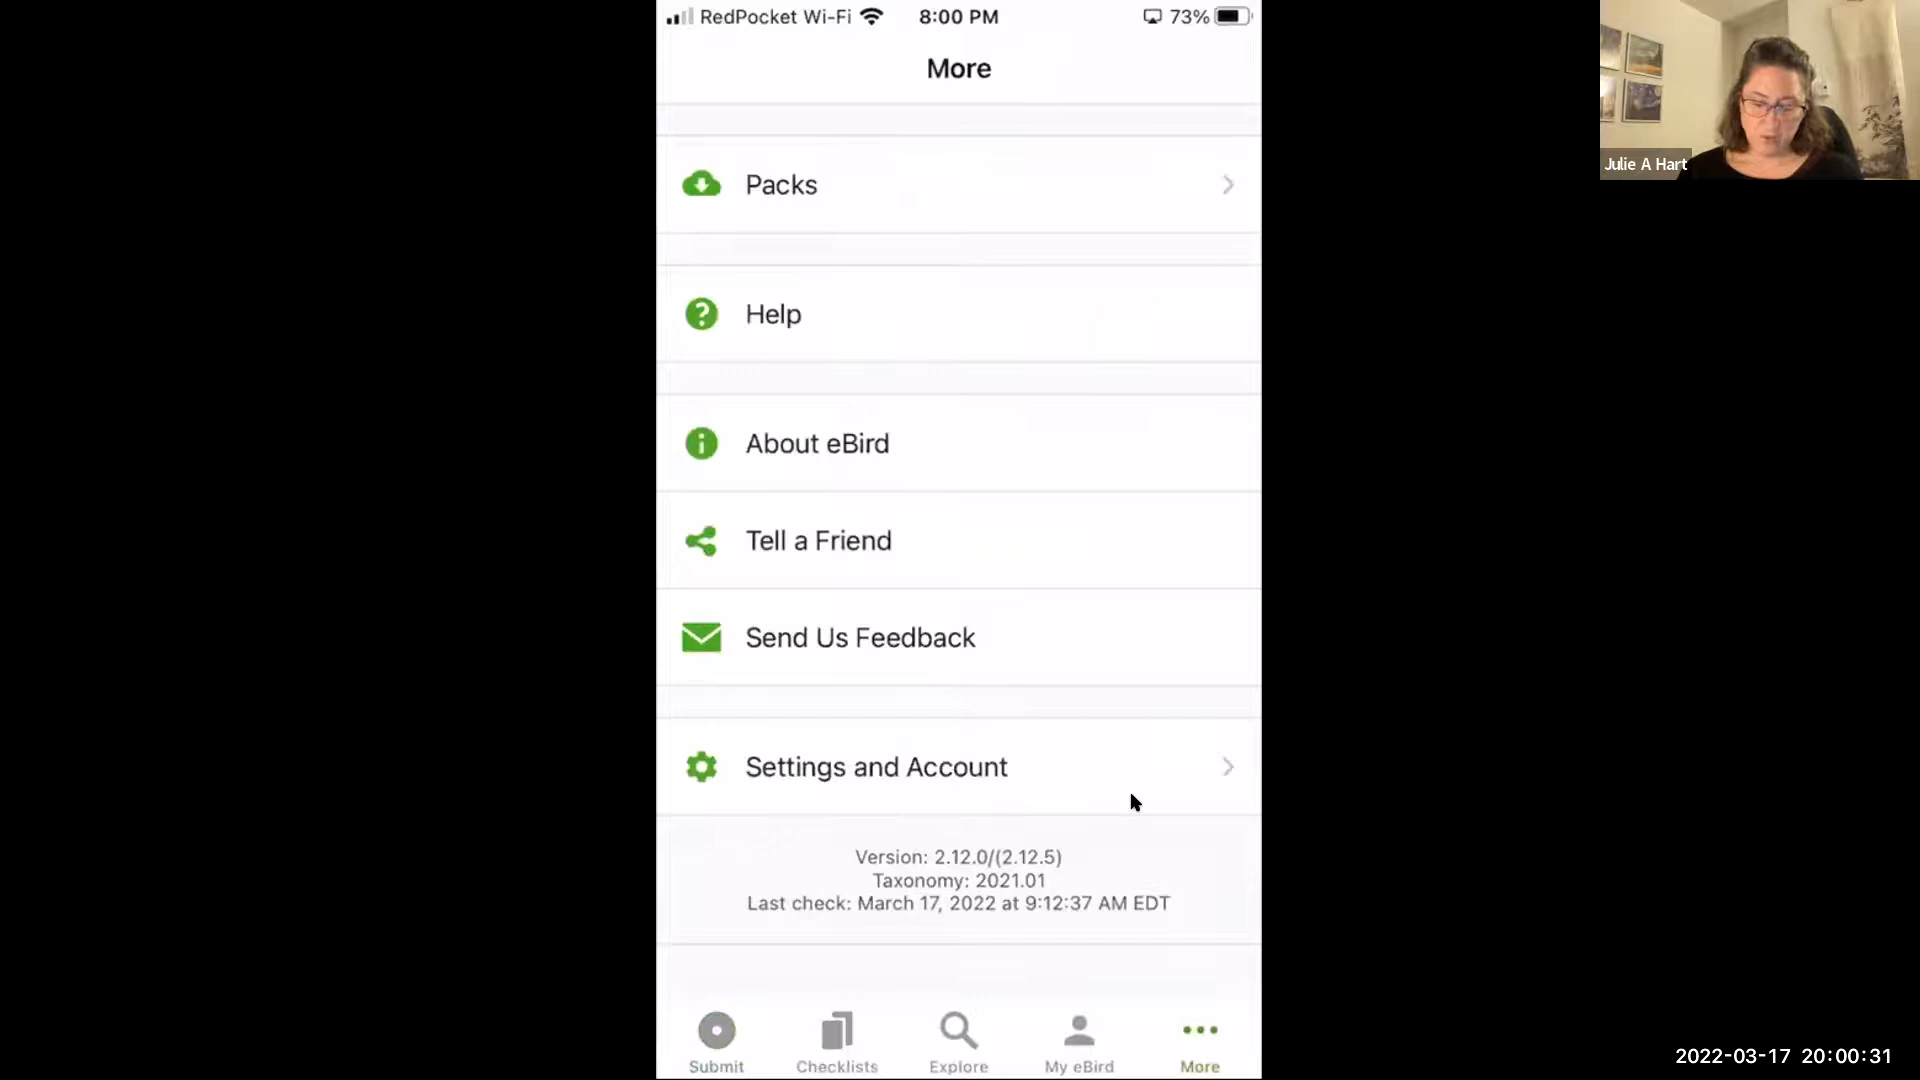 RedPocket Wi-Fi 8:00 PM 73%
More
Packs
Help
About eBird
Tell a Friend
Send Us Feedback
Settings and Account
Version: 2.12.0/(2.12.5)
Taxonomy: 2021.01
Last check: March 17, 2022 at 9:12:37 AM EDT
Submit Checklists Explore My eBird More
Julie A Hart
2022-03-17 20:00:31